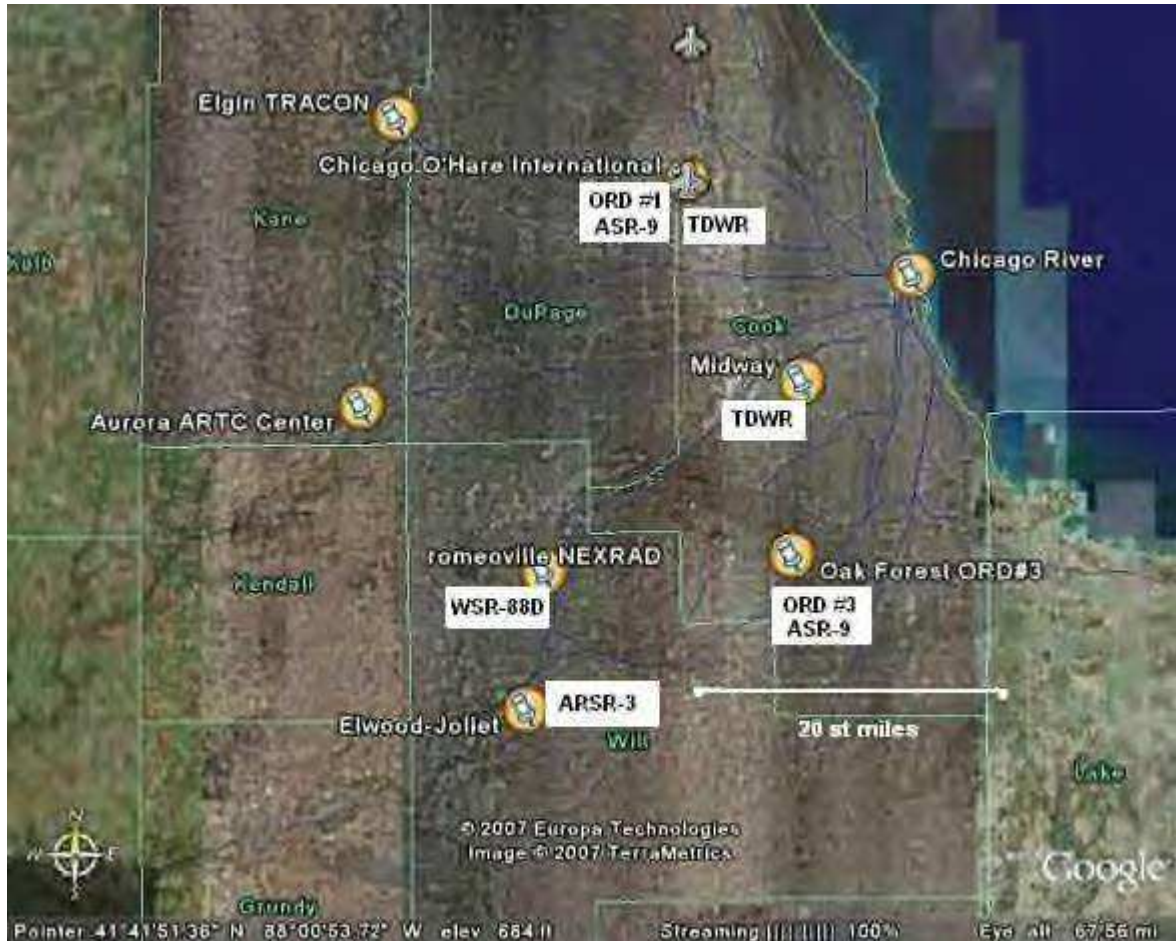 Elgin TRACON
Chicago O'Hare International
ORD #1
ASR-9
TDWR
Kane
Chicago River
DuPage
Cook
Midway
TDWR
Aurora ARTC Center
romeoville NEXRAD
WSR-88D
Kendall
Oak Forest ORD#3
ORD #3
ASR-9
Elwood-Joliet
ARSR-3
Will
20 st miles
Lake
N
W
E
S
© 2007 Europa Technologies
Image © 2007 TerraMetrics
Google
Grundy
Pointer 41°41'51.36" N 88°00'53.72" W elev 684 ft Streaming ||||||||| 100% Eye alt 67.56 mi